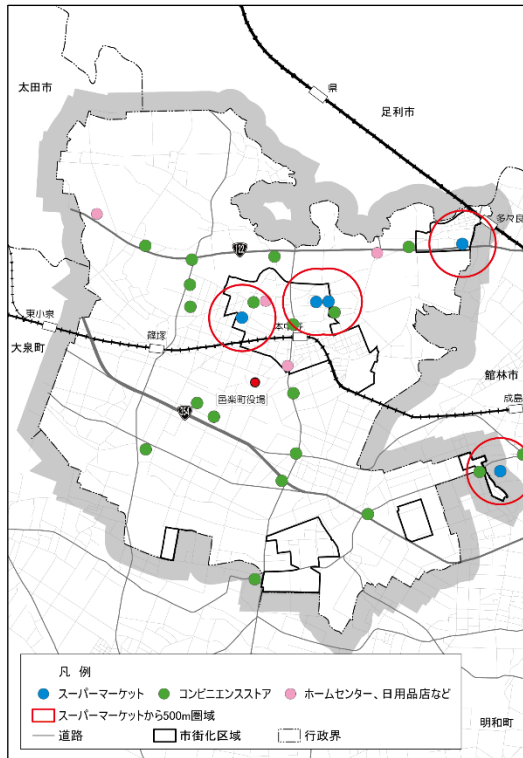 太田市
県
足利市
多々良
122
東小泉
篠塚
本中野
大泉町
館林市
成島
邑楽町役場
354
凡 例
スーパーマーケット
コンビニエンスストア
ホームセンター、日用品店など
スーパーマーケットから500m圏域
道路
市街化区域
行政界
明和町